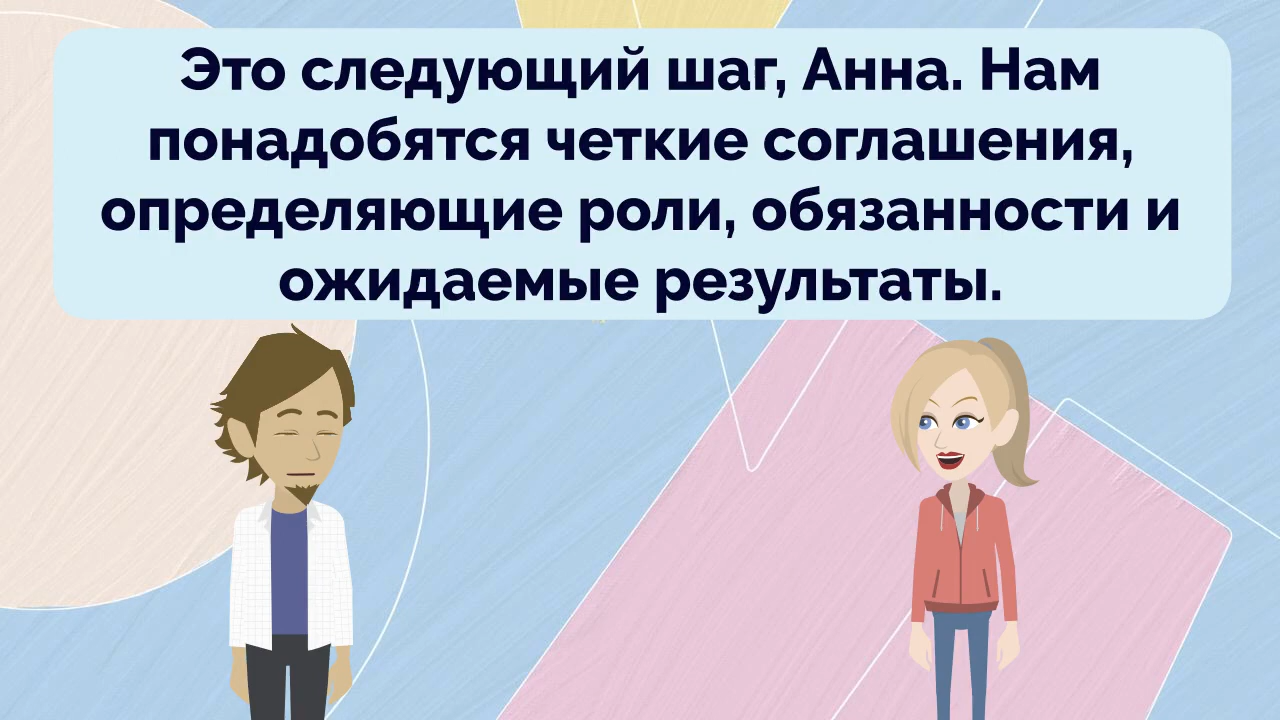 Это следующий шаг, Анна. Нам
понадобятся четкие соглашения,
определяющие роли, обязанности и
ожидаемые результаты.